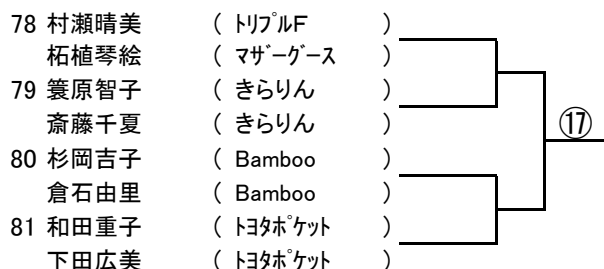 78 村瀬晴美 ( ﾄﾘﾌﾟﾙF )
柘植琴絵 ( ﾏｻﾞｰｸﾞｰｽ )
79 簑原智子 ( きらりん )
斎藤千夏 ( きらりん )
⑰
80 杉岡吉子 ( Bamboo )
倉石由里 ( Bamboo )
81 和田重子 ( ﾄﾖﾀﾎﾟｹｯﾄ )
下田広美 ( ﾄﾖﾀﾎﾟｹｯﾄ )